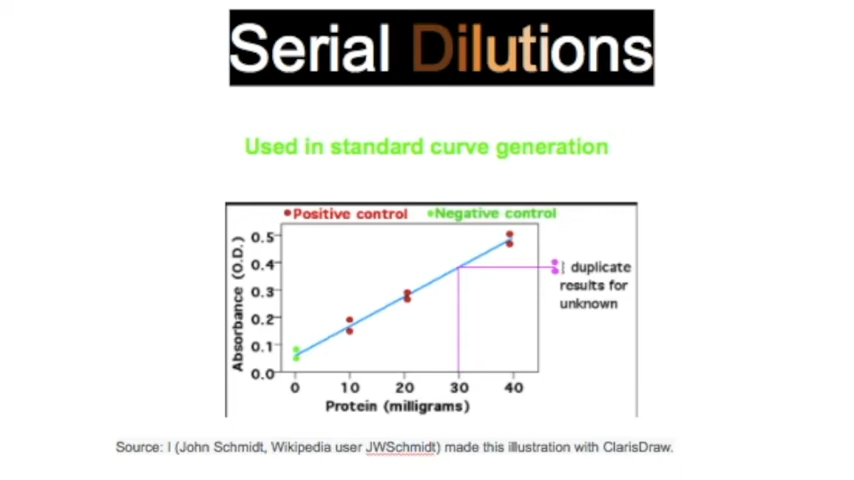 Serial Dilutions
Used in standard curve generation
Positive control Negative control
0.5
0.4
0.3
0.2
0.1
0.0
Absorbance (O.D.)
0 10 20 30 40
Protein (milligrams)
} duplicate
results for
unknown
Source: I (John Schmidt, Wikipedia user JWSchmidt) made this illustration with ClarisDraw.